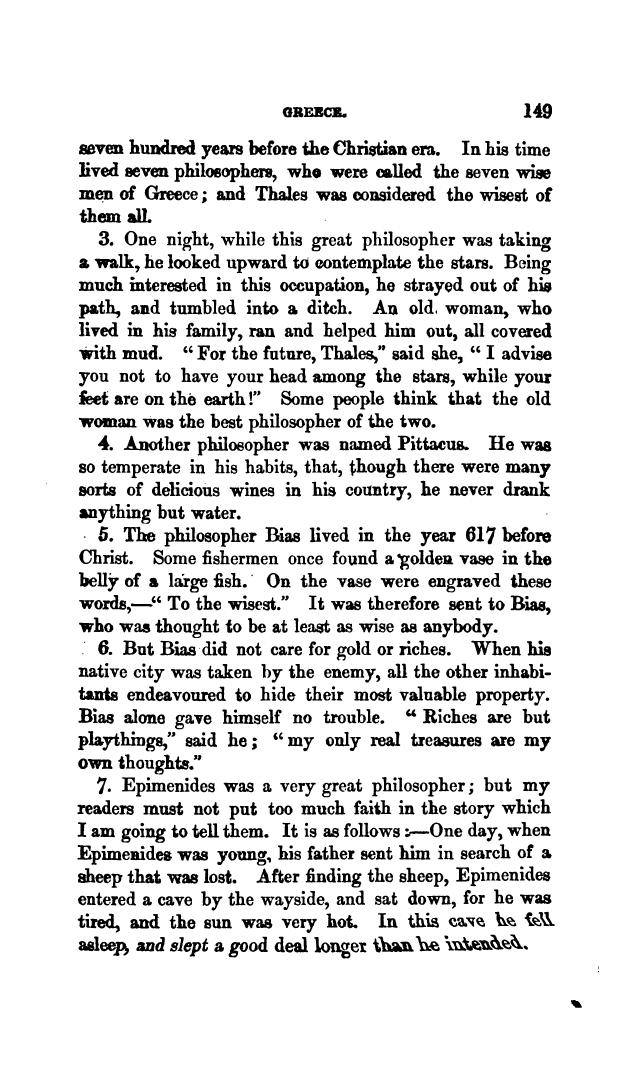 GREECE. 149
seven hundred years before the Christian era. In his time
lived seven philosophers, who were called the seven wise
men of Greece; and Thales was considered the wisest of
them all.
3. One night, while this great philosopher was taking
a walk, he looked upward to contemplate the stars. Being
much interested in this occupation, he strayed out of his
path, and tumbled into a ditch. An old woman, who
lived in his family, ran and helped him out, all covered
with mud. "For the future, Thales," said she, "I advise
you not to have your head among the stars, while your
feet are on the earth!" Some people think that the old
woman was the best philosopher of the two.
4. Another philosopher was named Pittacus. He was
so temperate in his habits, that, though there were many
sorts of delicious wines in his country, he never drank
anything but water.
5. The philosopher Bias lived in the year 617 before
Christ. Some fishermen once found a golden vase in the
belly of a large fish. On the vase were engraved these
words,—"To the wisest." It was therefore sent to Bias,
who was thought to be at least as wise as anybody.
6. But Bias did not care for gold or riches. When his
native city was taken by the enemy, all the other inhabi-
tants endeavoured to hide their most valuable property.
Bias alone gave himself no trouble. "Riches are but
playthings," said he; "my only real treasures are my
own thoughts."
7. Epimenides was a very great philosopher; but my
readers must not put too much faith in the story which
I am going to tell them. It is as follows:—One day, when
Epimenides was young, his father sent him in search of a
sheep that was lost. After finding the sheep, Epimenides
entered a cave by the wayside, and sat down, for he was
tired, and the sun was very hot. In this cave he fell
asleep, and slept a good deal longer than he intended.